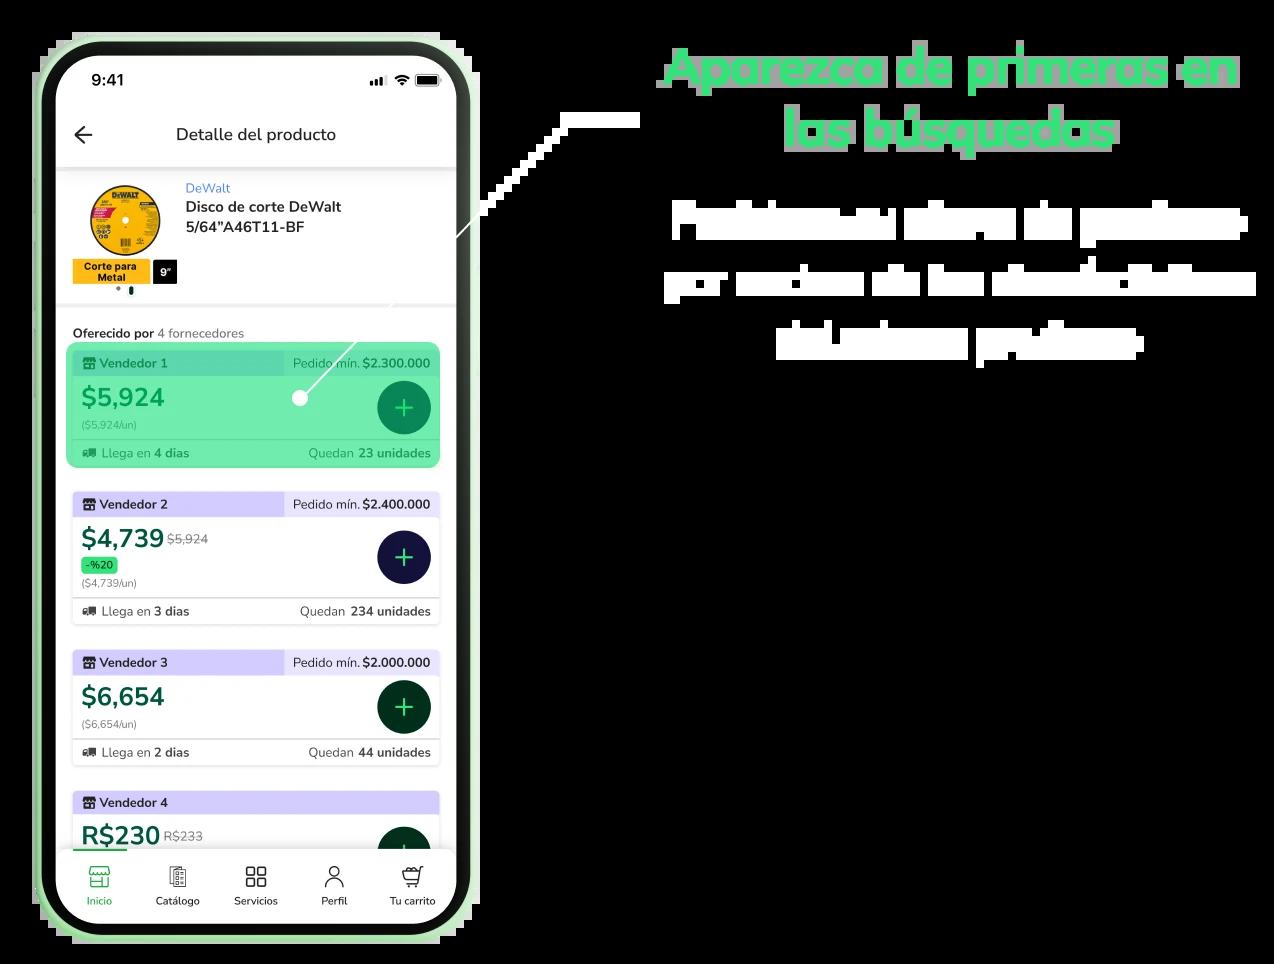 9:41
Detalle del producto
DeWALT
DeWalt
Disco de corte DeWalt
5/64”A46T11-BF
Corte para
Metal
9”
Oferecido por 4 fornecedores
Vendedor 1
Pedido mín. $2.300.000
$5,924
($5,924/un)
Llega en 4 dias
Quedan 23 unidades
Vendedor 2
Pedido mín. $2.400.000
$4,739 $5,924
-%20
($4,739/un)
Llega en 3 dias
Quedan 234 unidades
Vendedor 3
Pedido mín. $2.000.000
$6,654
($6,654/un)
Llega en 2 dias
Quedan 44 unidades
Vendedor 4
R$230 R$233
Inicio
Catálogo
Servicios
Perfil
Tu carrito
Aparezca de primeras en
las búsquedas